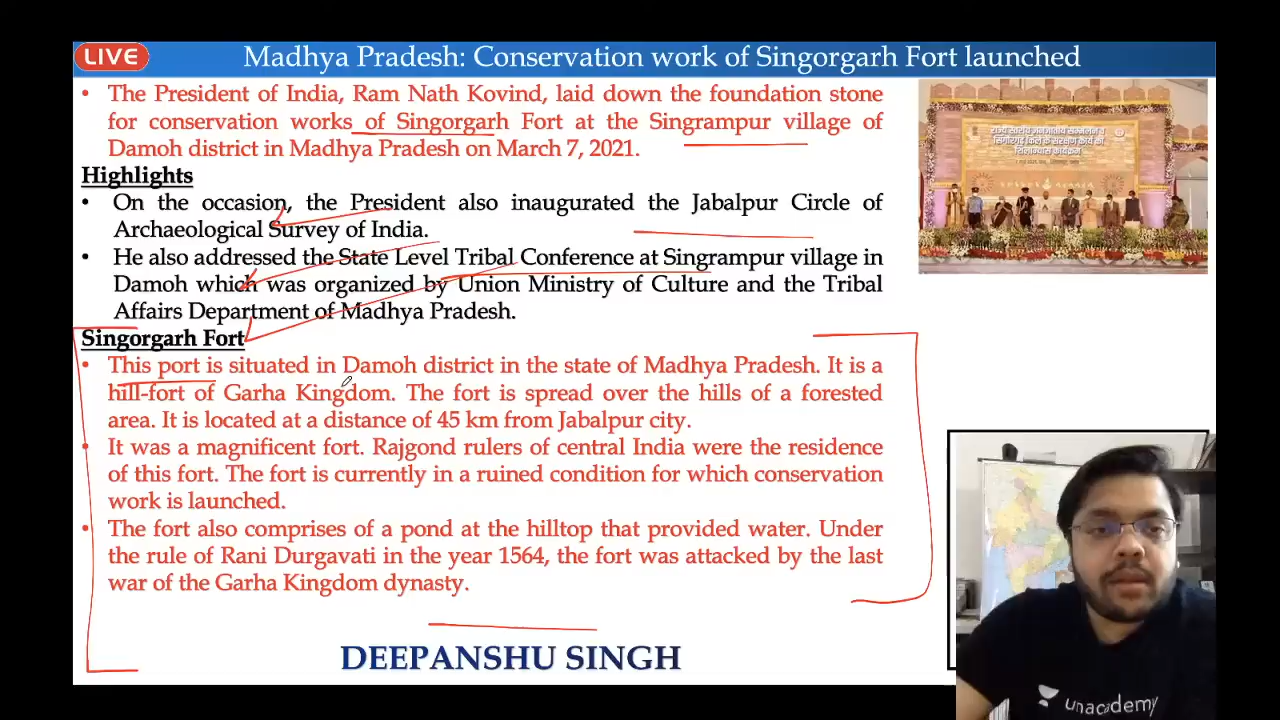 LIVE
Madhya Pradesh: Conservation work of Singorgarh Fort launched
• The President of India, Ram Nath Kovind, laid down the foundation stone
for conservation works of Singorgarh Fort at the Singrampur village of
Damoh district in Madhya Pradesh on March 7, 2021.
Highlights
• On the occasion, the President also inaugurated the Jabalpur Circle of
Archaeological Survey of India.
• He also addressed the State Level Tribal Conference at Singrampur village in
Damoh which was organized by Union Ministry of Culture and the Tribal
Affairs Department of Madhya Pradesh.
Singorgarh Fort
• This port is situated in Damoh district in the state of Madhya Pradesh. It is a
hill-fort of Garha Kingdom. The fort is spread over the hills of a forested
area. It is located at a distance of 45 km from Jabalpur city.
• It was a magnificent fort. Rajgond rulers of central India were the residence
of this fort. The fort is currently in a ruined condition for which conservation
work is launched.
• The fort also comprises of a pond at the hilltop that provided water. Under
the rule of Rani Durgavati in the year 1564, the fort was attacked by the last
war of the Garha Kingdom dynasty.
DEEPANSHU SINGH
राज्य स्तरीय जनजातीय सम्मेलन व
सिंगौरगढ़ किले के संरक्षण कार्य का
शिलान्यास कार्यक्रम
unacademy